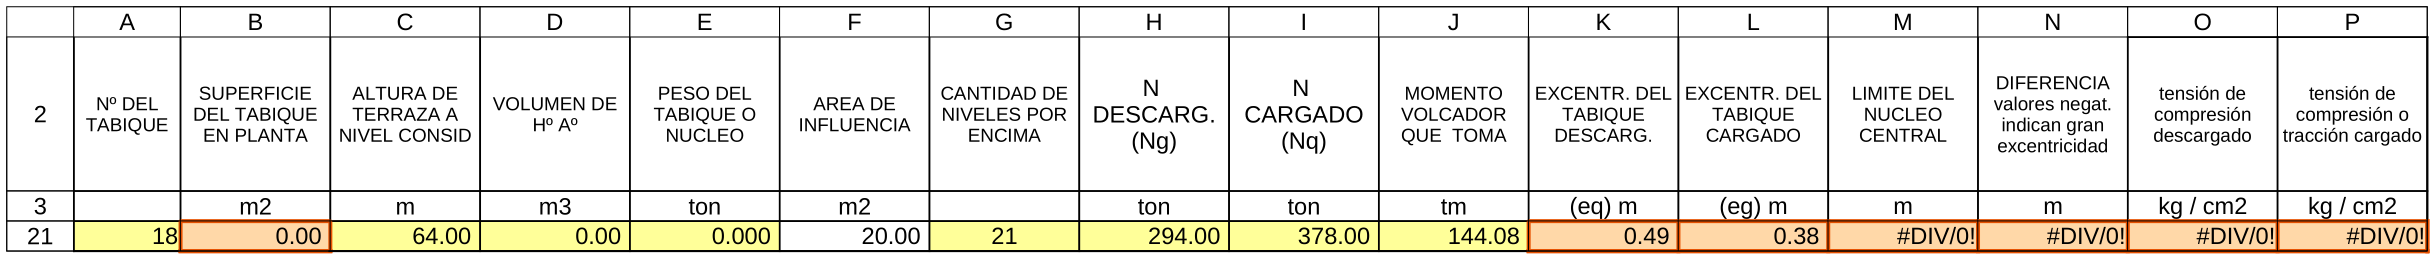 A B C D E F G H I J K L M N O P
2 Nº DEL TABIQUE SUPERFICIE DEL TABIQUE EN PLANTA ALTURA DE TERRAZA A NIVEL CONSID VOLUMEN DE Hº Aº PESO DEL TABIQUE O NUCLEO AREA DE INFLUENCIA CANTIDAD DE NIVELES POR ENCIMA N DESCARG. (Ng) N CARGADO (Nq) MOMENTO VOLCADOR QUE TOMA EXCENTR. DEL TABIQUE DESCARG. EXCENTR. DEL TABIQUE CARGADO LIMITE DEL NUCLEO CENTRAL DIFERENCIA valores negat. indican gran excentricidad tensión de compresión descargado tensión de compresión o tracción cargado
3 m2 m m3 ton m2 ton ton tm (eq) m (eg) m m m kg / cm2 kg / cm2
21 18 0.00 64.00 0.00 0.000 20.00 21 294.00 378.00 144.08 0.49 0.38 #DIV/0! #DIV/0! #DIV/0! #DIV/0!